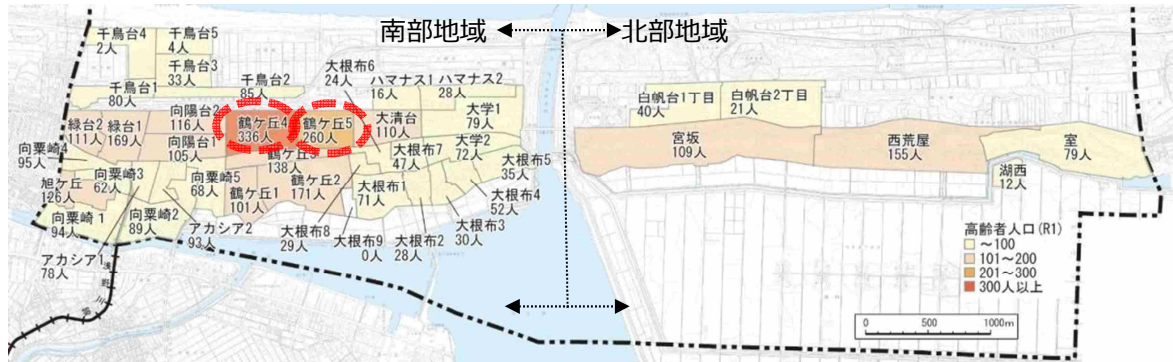 南部地域
北部地域
千鳥台4
2人
千鳥台5
4人
千鳥台3
33人
千鳥台1
80人
千鳥台2
85人
大根布6
24人
ハマナス1
16人
ハマナス2
28人
緑台2
111人
緑台1
169人
向陽台2
116人
向陽台1
105人
鶴ケ丘4
336人
鶴ケ丘5
260人
大清台
110人
大学1
79人
大学2
72人
鶴ケ丘3
138人
大根布7
47人
大根布5
35人
向粟崎4
95人
旭ケ丘
126人
向粟崎3
62人
向粟崎5
68人
鶴ケ丘1
101人
鶴ケ丘2
171人
大根布1
71人
大根布4
52人
向粟崎1
94人
向粟崎2
89人
アカシア2
93人
大根布8
29人
大根布9
0人
大根布2
28人
大根布3
30人
アカシア1
78人
白帆台1丁目
40人
白帆台2丁目
21人
宮坂
109人
西荒屋
155人
室
79人
湖西
12人
高齢者人口(R1)
～100
101～200
201～300
300人以上
0 500 1000m